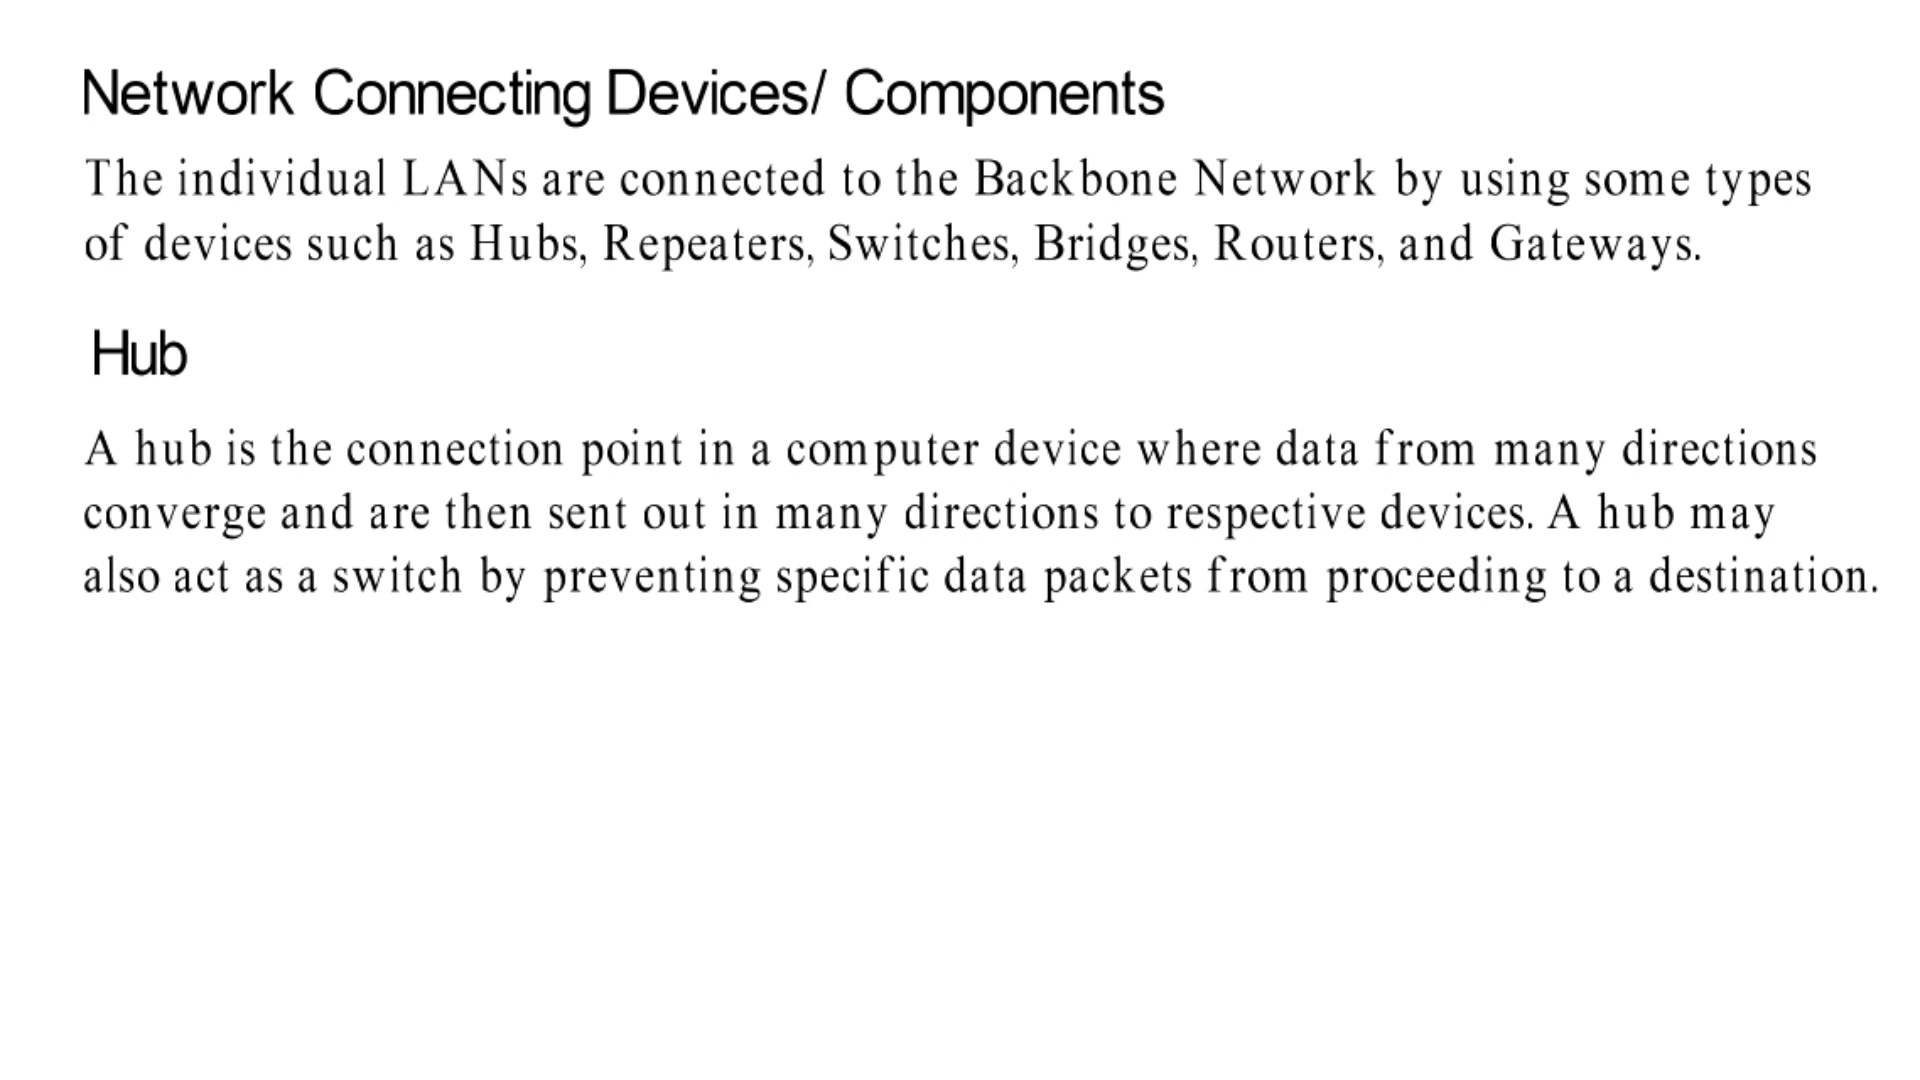 Network Connecting Devices/ Components
The individual LANs are connected to the Backbone Network by using some types
of devices such as Hubs, Repeaters, Switches, Bridges, Routers, and Gateways.
Hub
A hub is the connection point in a computer device where data from many directions
converge and are then sent out in many directions to respective devices. A hub may
also act as a switch by preventing specific data packets from proceeding to a destination.